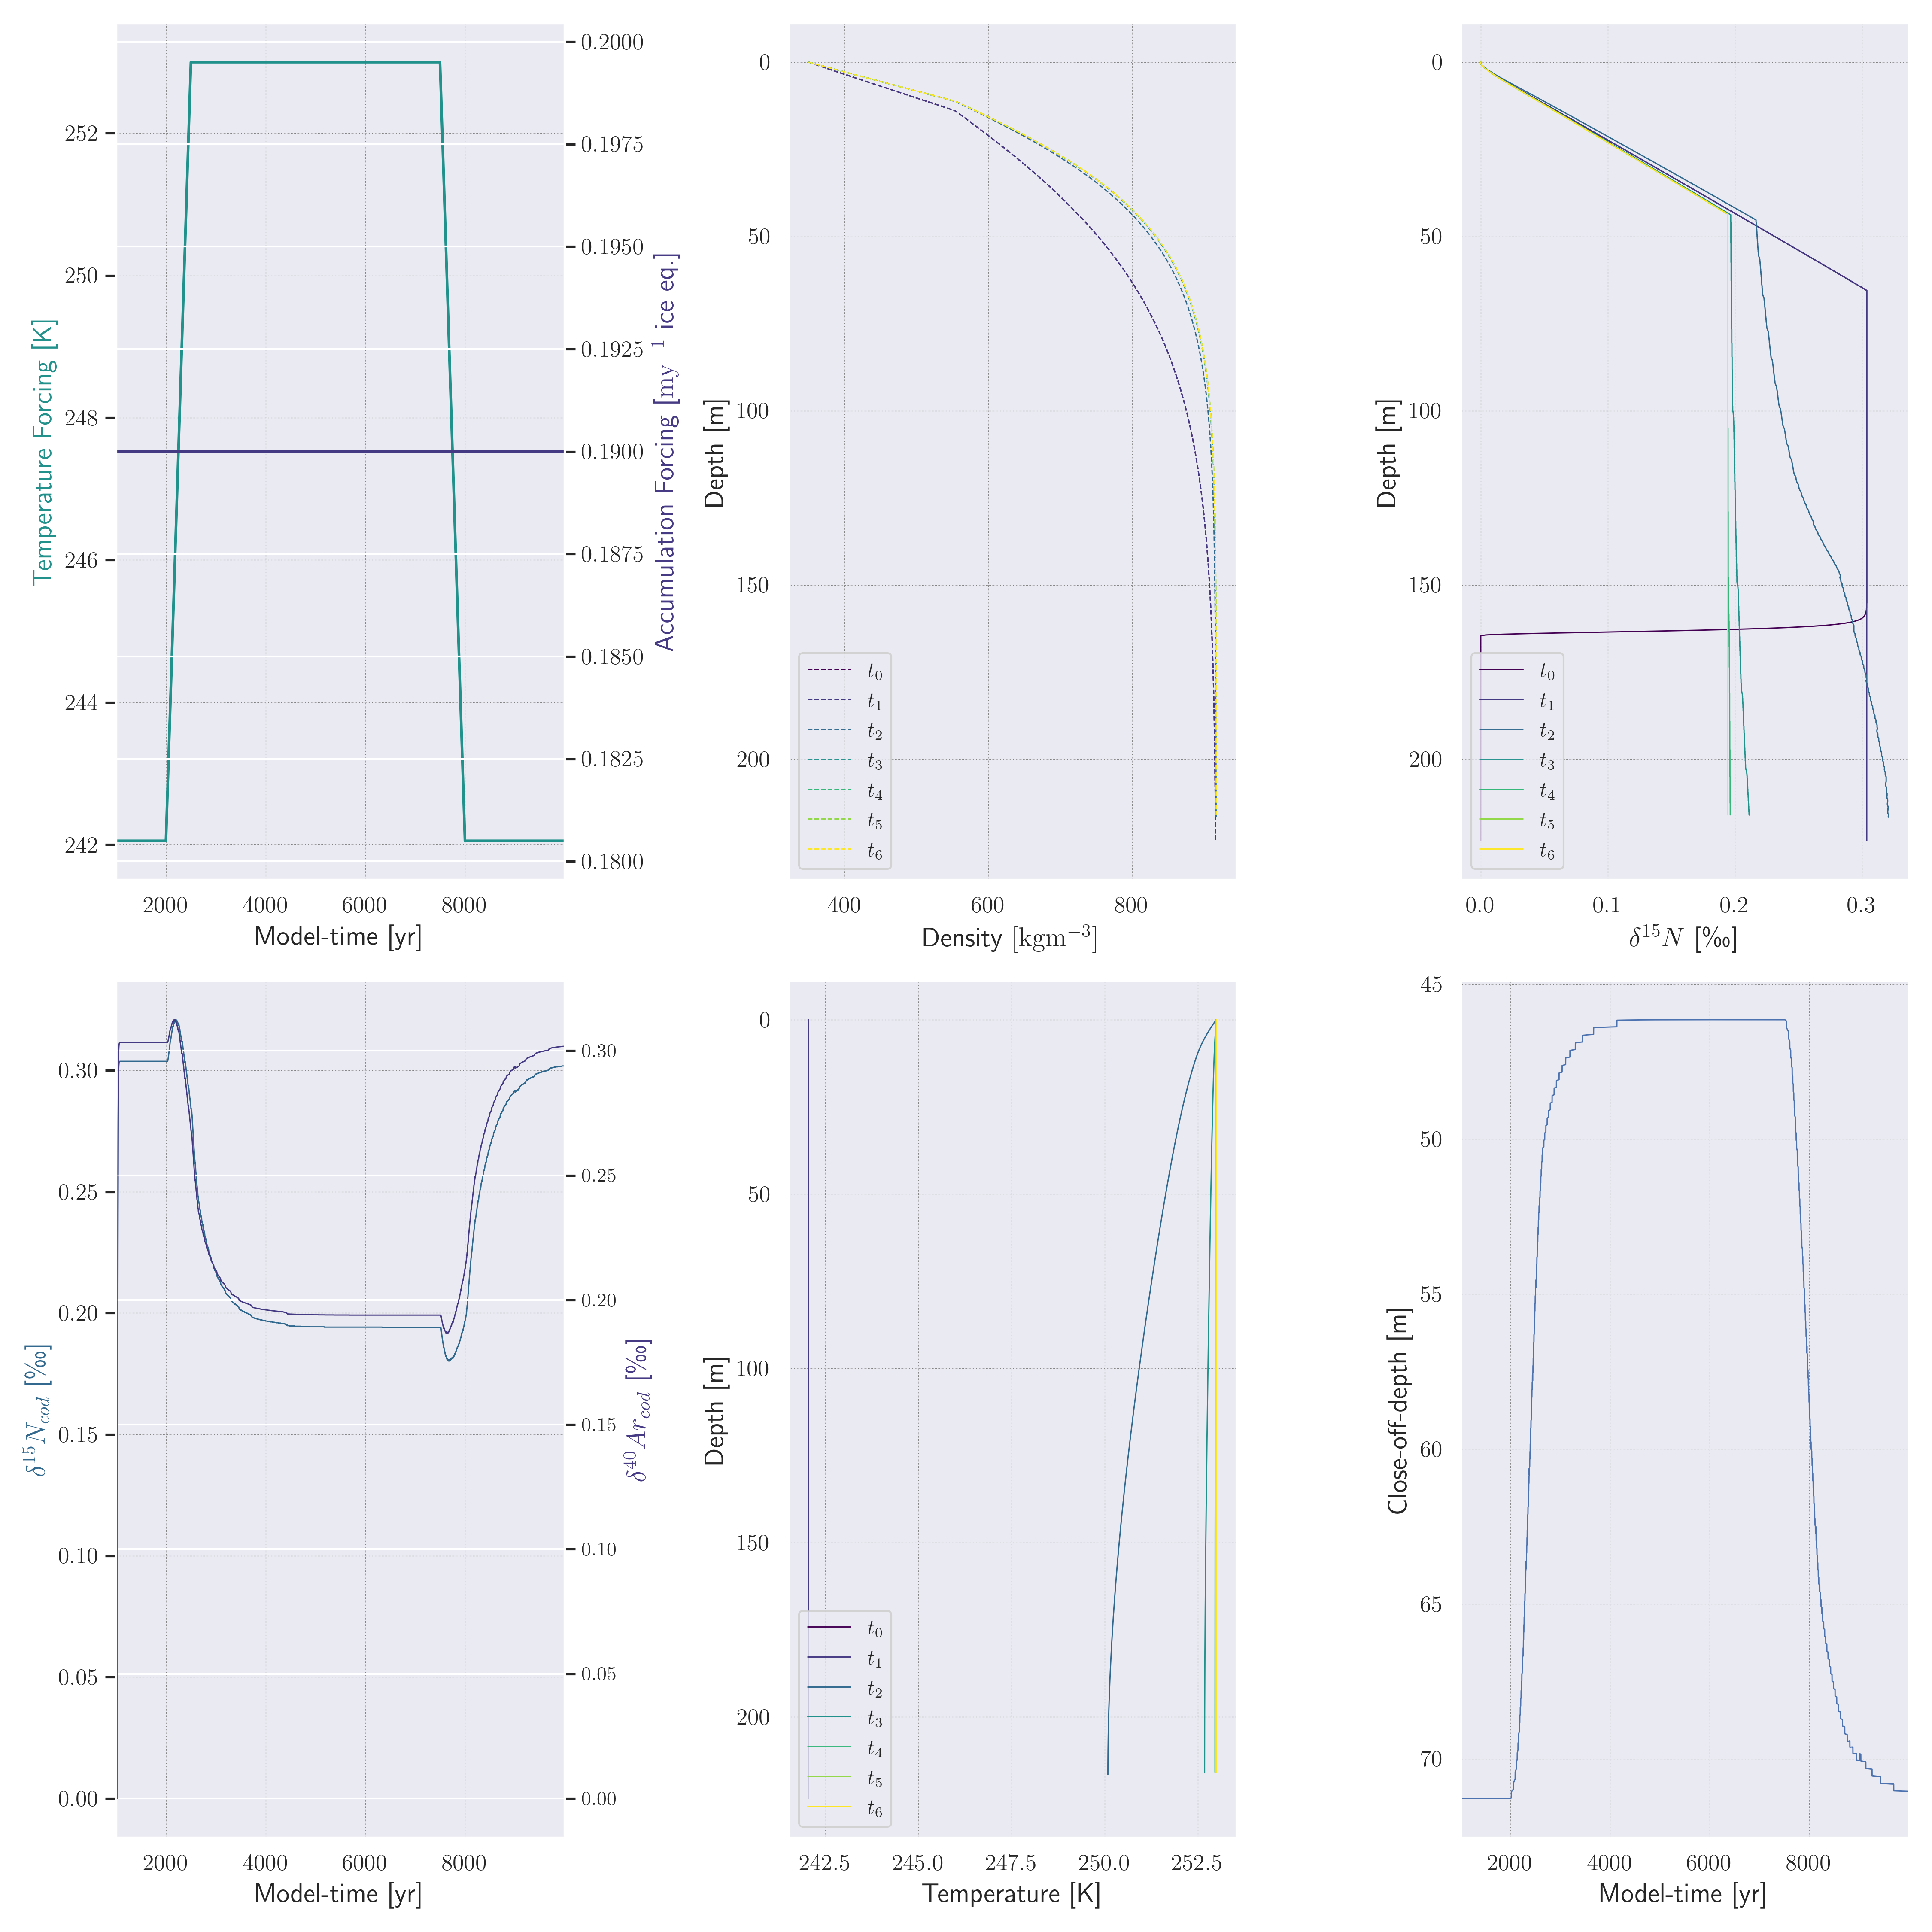 252
250
248
246
244
242
Temperature Forcing [K]
0.2000
0.1975
0.1950
0.1925
0.1900
0.1875
0.1850
0.1825
0.1800
Accumulation Forcing [my⁻¹ ice eq.]
2000 4000 6000 8000
Model-time [yr]
0
50
100
150
200
Depth [m]
t₀
t₁
t₂
t₃
t₄
t₅
t₆
400 600 800
Density [kgm⁻³]
0
50
100
150
200
Depth [m]
t₀
t₁
t₂
t₃
t₄
t₅
t₆
0.0 0.1 0.2 0.3
δ¹⁵N [‰]
0.30
0.25
0.20
0.15
0.10
0.05
0.00
δ¹⁵N_cod [‰]
0.30
0.25
0.20
0.15
0.10
0.05
0.00
δ⁴⁰Ar_cod [‰]
2000 4000 6000 8000
Model-time [yr]
0
50
100
150
200
Depth [m]
t₀
t₁
t₂
t₃
t₄
t₅
t₆
242.5 245.0 247.5 250.0 252.5
Temperature [K]
45
50
55
60
65
70
Close-off-depth [m]
2000 4000 6000 8000
Model-time [yr]